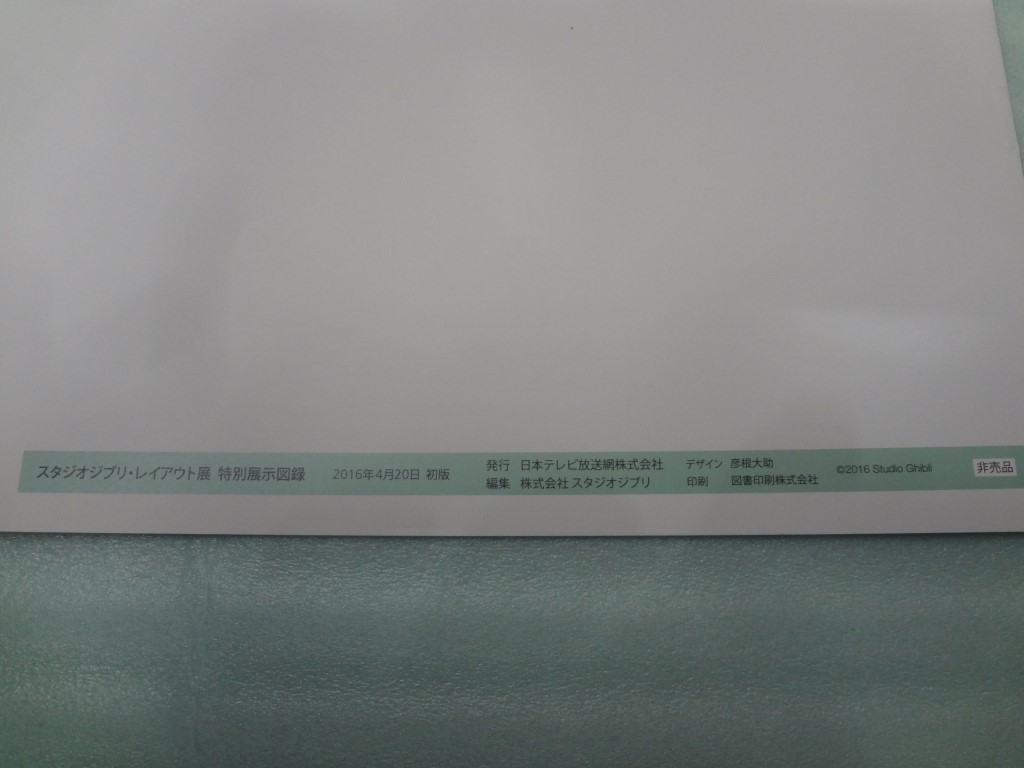 スタジオジブリ・レイアウト展 特別展示図録
2016年4月20日 初版
発行 日本テレビ放送網株式会社
編集 株式会社 スタジオジブリ
デザイン 彦根大助
印刷 図書印刷株式会社
©2016 Studio Ghibli
非売品